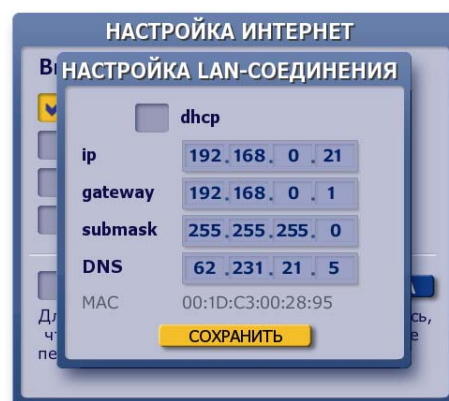 НАСТРОЙКА ИНТЕРНЕТ
НАСТРОЙКА LAN-СОЕДИНЕНИЯ
dhcp
ip 192.168.0.21
gateway 192.168.0.1
submask 255.255.255.0
DNS 62.231.21.5
MAC 00:1D:C3:00:28:95
СОХРАНИТЬ